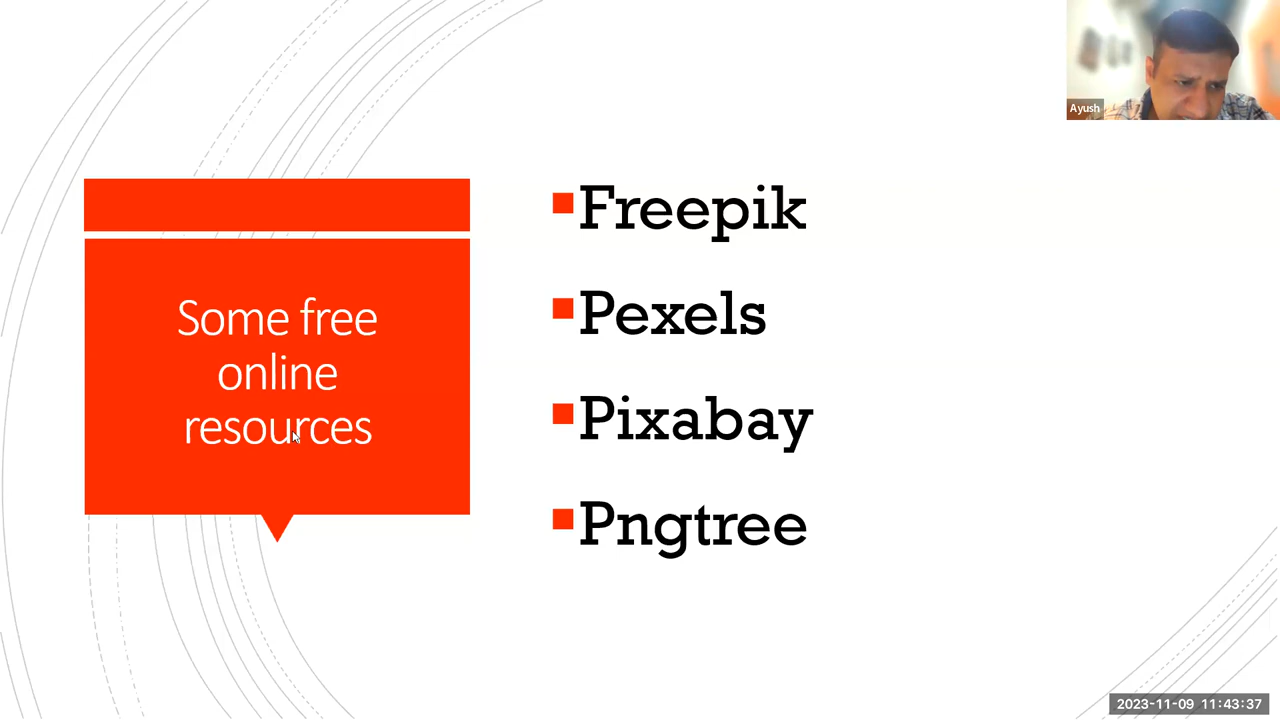 Ayush
Some free
online
resources
Freepik
Pexels
Pixabay
Pngtree
2023-11-09 11:43:37